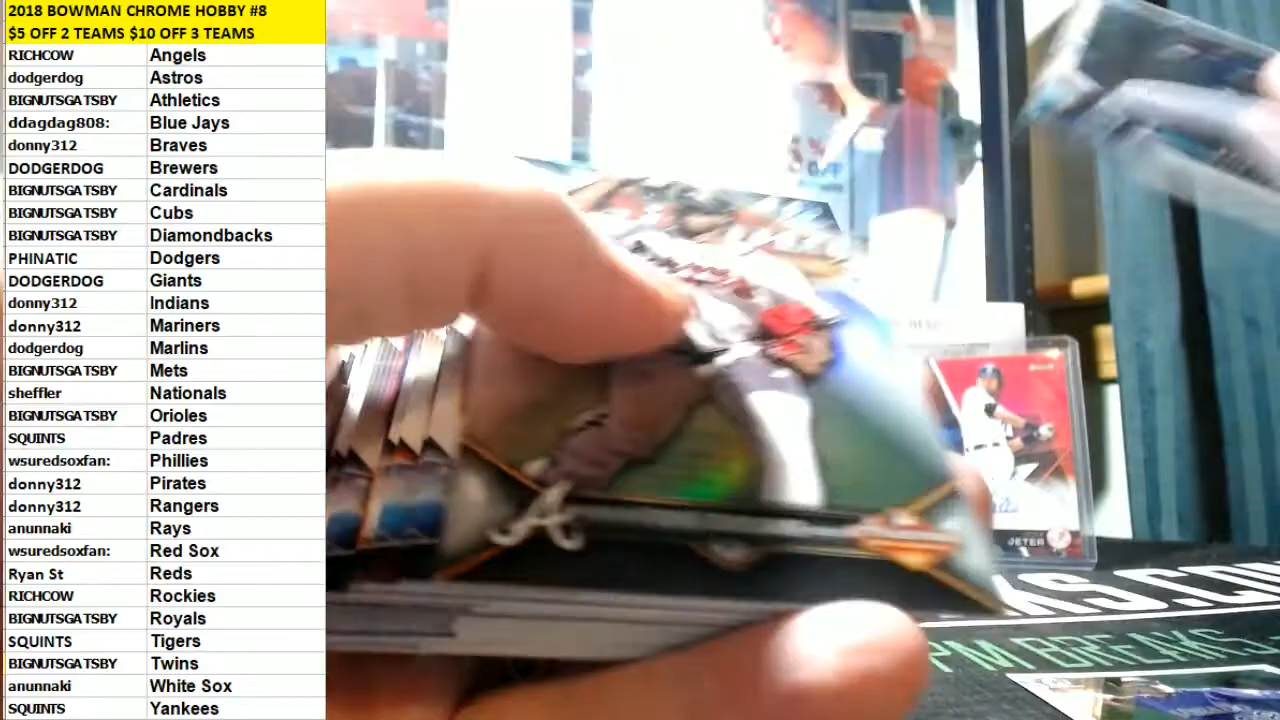 2018 BOWMAN CHROME HOBBY #8
$5 OFF 2 TEAMS $10 OFF 3 TEAMS
RICHCOW Angels
dodgerdog Astros
BIGNUTSGATSBY Athletics
ddagdag808: Blue Jays
donny312 Braves
DODGERDOG Brewers
BIGNUTSGATSBY Cardinals
BIGNUTSGATSBY Cubs
BIGNUTSGATSBY Diamondbacks
PHINATIC Dodgers
DODGERDOG Giants
donny312 Indians
donny312 Mariners
dodgerdog Marlins
BIGNUTSGATSBY Mets
sheffler Nationals
BIGNUTSGATSBY Orioles
SQUINTS Padres
wsuredsoxfan: Phillies
donny312 Pirates
donny312 Rangers
anunnaki Rays
wsuredsoxfan: Red Sox
Ryan St Reds
RICHCOW Rockies
BIGNUTSGATSBY Royals
SQUINTS Tigers
BIGNUTSGATSBY Twins
anunnaki White Sox
SQUINTS Yankees
JETER
KS.CO
PM BREAKS